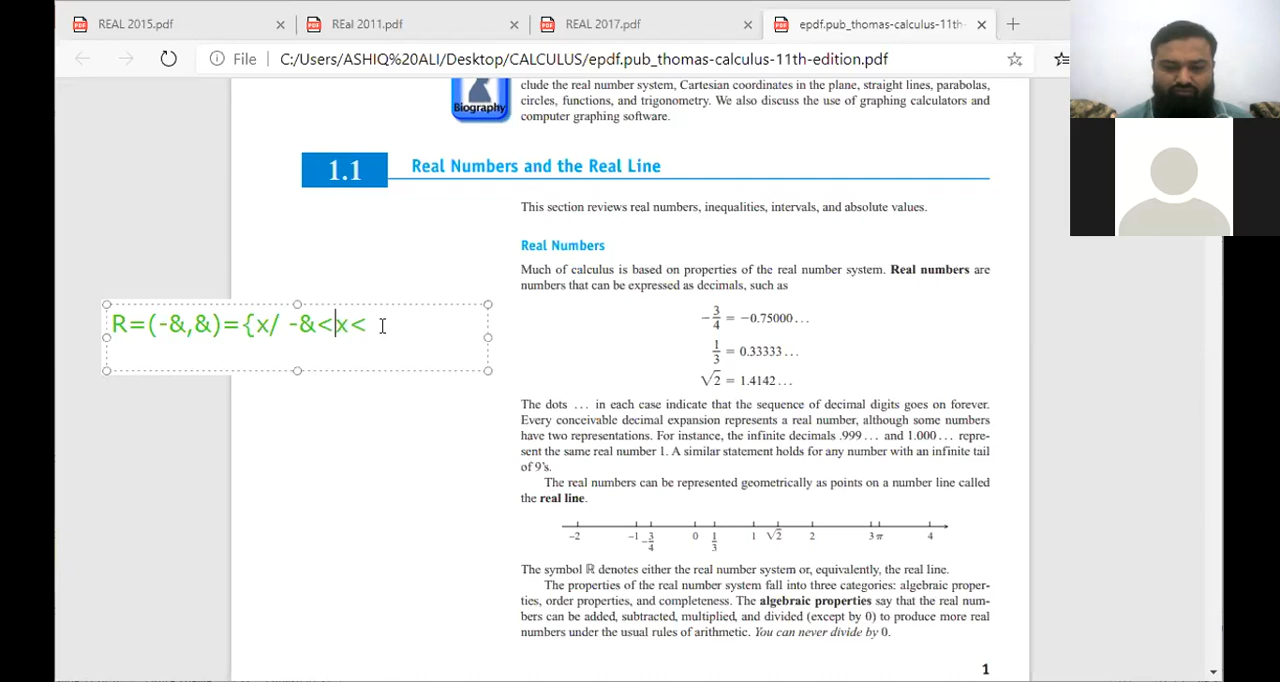 REAL 2015.pdf
REal 2011.pdf
REAL 2017.pdf
epdf.pub_thomas-calculus-11th-
File C:/Users/ASHIQ%20ALI/Desktop/CALCULUS/epdf.pub_thomas-calculus-11th-edition.pdf
Biography
clude the real number system, Cartesian coordinates in the plane, straight lines, parabolas,
circles, functions, and trigonometry. We also discuss the use of graphing calculators and
computer graphing software.
1.1 Real Numbers and the Real Line
This section reviews real numbers, inequalities, intervals, and absolute values.
Real Numbers
Much of calculus is based on properties of the real number system. Real numbers are
numbers that can be expressed as decimals, such as
-3/4 = -0.75000...
1/3 = 0.33333...
√2 = 1.4142...
R=(-&,&)={x/ -&<x<
The dots ... in each case indicate that the sequence of decimal digits goes on forever.
Every conceivable decimal expansion represents a real number, although some numbers
have two representations. For instance, the infinite decimals .999... and 1.000... repre-
sent the same real number 1. A similar statement holds for any number with an infinite tail
of 9's.
The real numbers can be represented geometrically as points on a number line called
the real line.
-2 -1 -3/4 0 1/3 1 √2 2 3 π 4
The symbol ℝ denotes either the real number system or, equivalently, the real line.
The properties of the real number system fall into three categories: algebraic proper-
ties, order properties, and completeness. The algebraic properties say that the real num-
bers can be added, subtracted, multiplied, and divided (except by 0) to produce more real
numbers under the usual rules of arithmetic. You can never divide by 0.
1